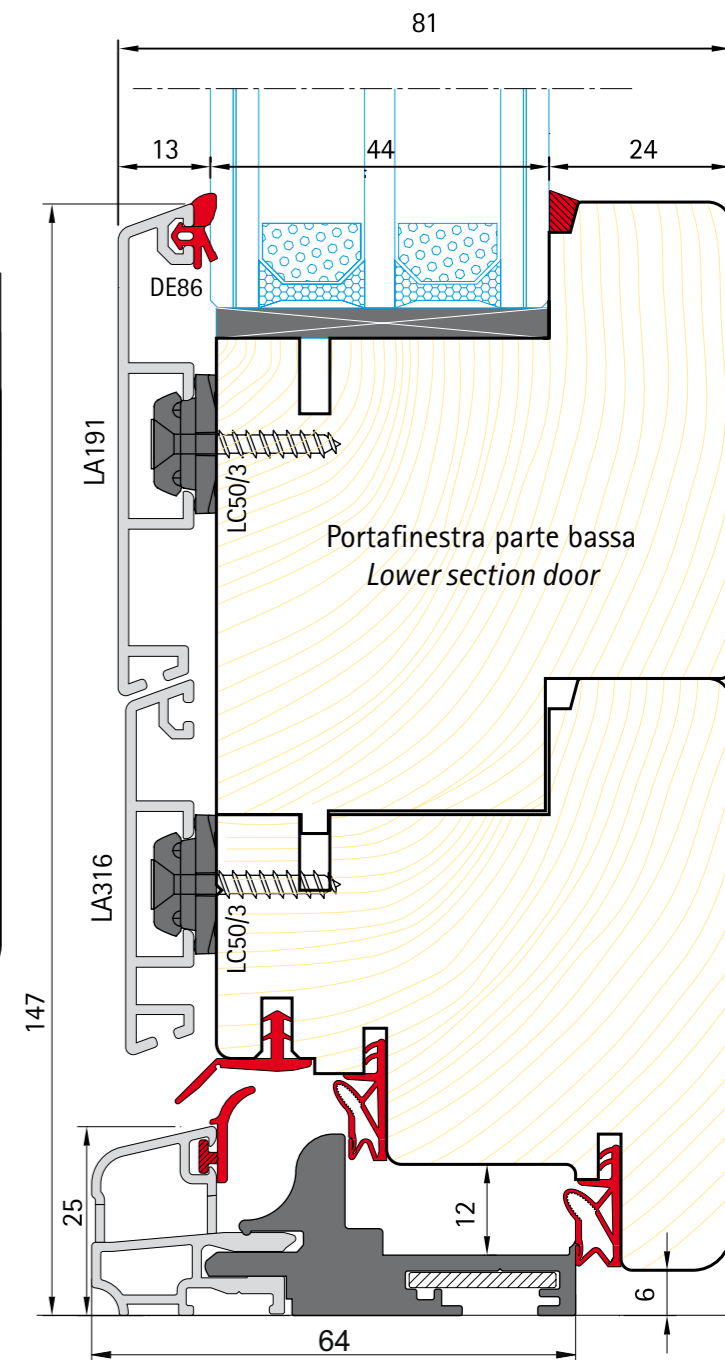 81
13
44
24
DE86
LA191
LC50/3
Portafinestra parte bassa
Lower section door
LA316
LC50/3
147
25
12
6
64